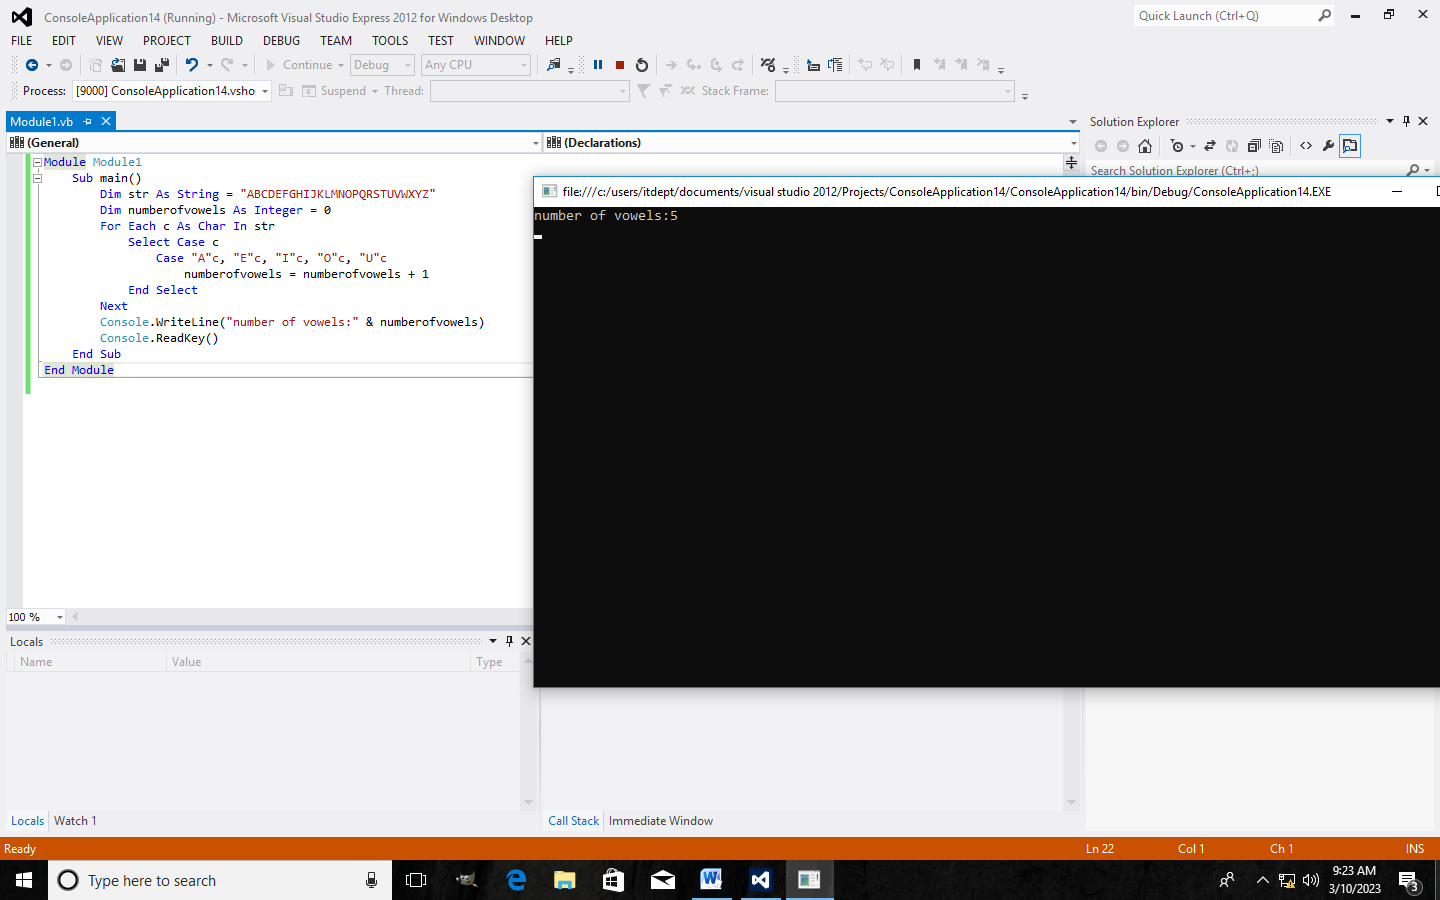 ConsoleApplication14 (Running) - Microsoft Visual Studio Express 2012 for Windows Desktop
Quick Launch (Ctrl+Q)
FILE EDIT VIEW PROJECT BUILD DEBUG TEAM TOOLS TEST WINDOW HELP
Continue Debug Any CPU
Process: [9000] ConsoleApplication14.vsho Suspend Thread: Stack Frame:
Module1.vb
Solution Explorer
(General) (Declarations)
Search Solution Explorer (Ctrl+;)
Module Module1
Sub main()
Dim str As String = "ABCDEFGHIJKLMNOPQRSTUVWXYZ"
Dim numberofvowels As Integer = 0
For Each c As Char In str
Select Case c
Case "A"c, "E"c, "I"c, "O"c, "U"c
numberofvowels = numberofvowels + 1
End Select
Next
Console.WriteLine("number of vowels:" & numberofvowels)
Console.ReadKey()
End Sub
End Module
file:///c:/users/itdept/documents/visual studio 2012/Projects/ConsoleApplication14/ConsoleApplication14/bin/Debug/ConsoleApplication14.EXE
number of vowels:5
100 %
Locals
Name Value Type
Locals Watch 1
Call Stack Immediate Window
Ready Ln 22 Col 1 Ch 1 INS
Type here to search
9:23 AM
3/10/2023
3